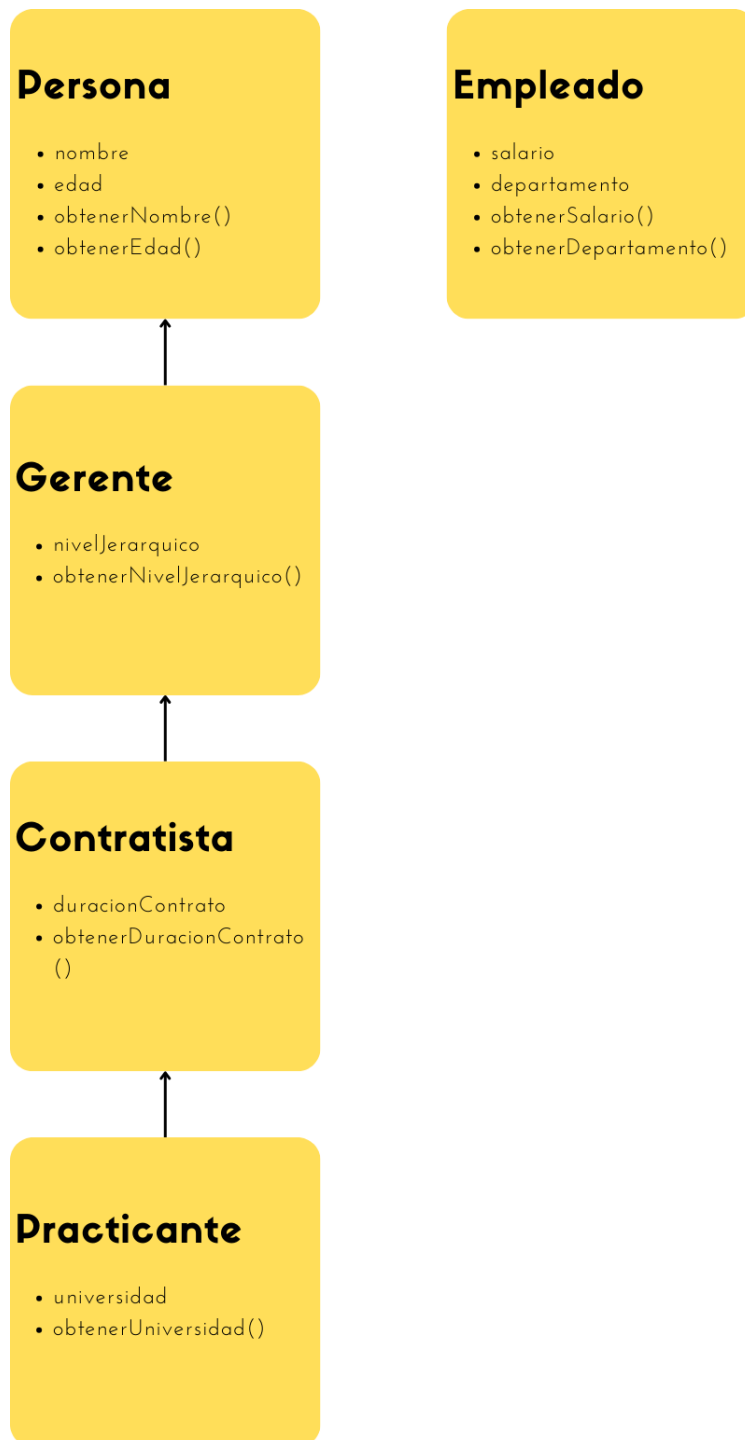 Persona
• nombre
• edad
• obtenerNombre()
• obtenerEdad()
Empleado
• salario
• departamento
• obtenerSalario()
• obtenerDepartamento()
Gerente
• nivelJerarquico
• obtenerNivelJerarquico()
Contratista
• duracionContrato
• obtenerDuracionContrato
()
Practicante
• universidad
• obtenerUniversidad()